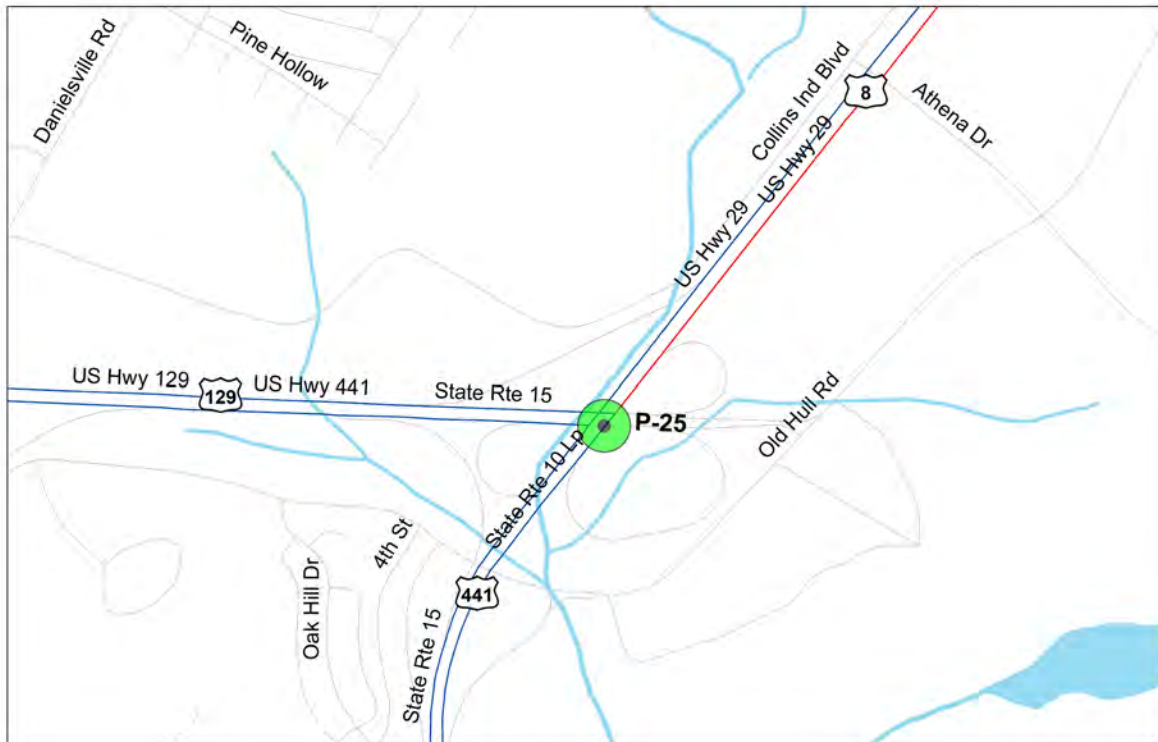 Danielsville Rd
Pine Hollow
Collins Ind Blvd
8
Athena Dr
US Hwy 29
US Hwy 29
US Hwy 129
129
US Hwy 441
State Rte 15
P-25
Old Hull Rd
State Rte 10 Lp
4th St
Oak Hill Dr
441
State Rte 15